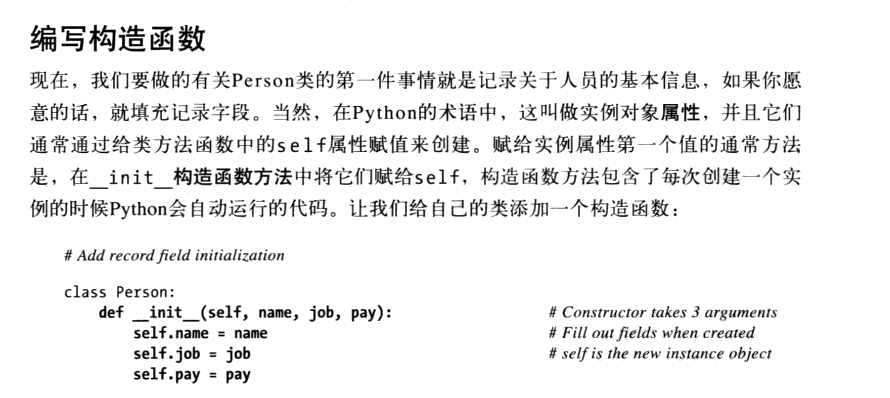 编写构造函数
现在，我们要做的有关Person类的第一件事情就是记录关于人员的基本信息，如果你愿
意的话，就填充记录字段。当然，在Python的术语中，这叫做实例对象属性，并且它们
通常通过给类方法函数中的self属性赋值来创建。赋给实例属性第一个值的通常方法
是，在__init__构造函数方法中将它们赋给self，构造函数方法包含了每次创建一个实
例的时候Python会自动运行的代码。让我们给自己的类添加一个构造函数：
# Add record field initialization
class Person:
    def __init__(self, name, job, pay):    # Constructor takes 3 arguments
        self.name = name    # Fill out fields when created
        self.job = job    # self is the new instance object
        self.pay = pay